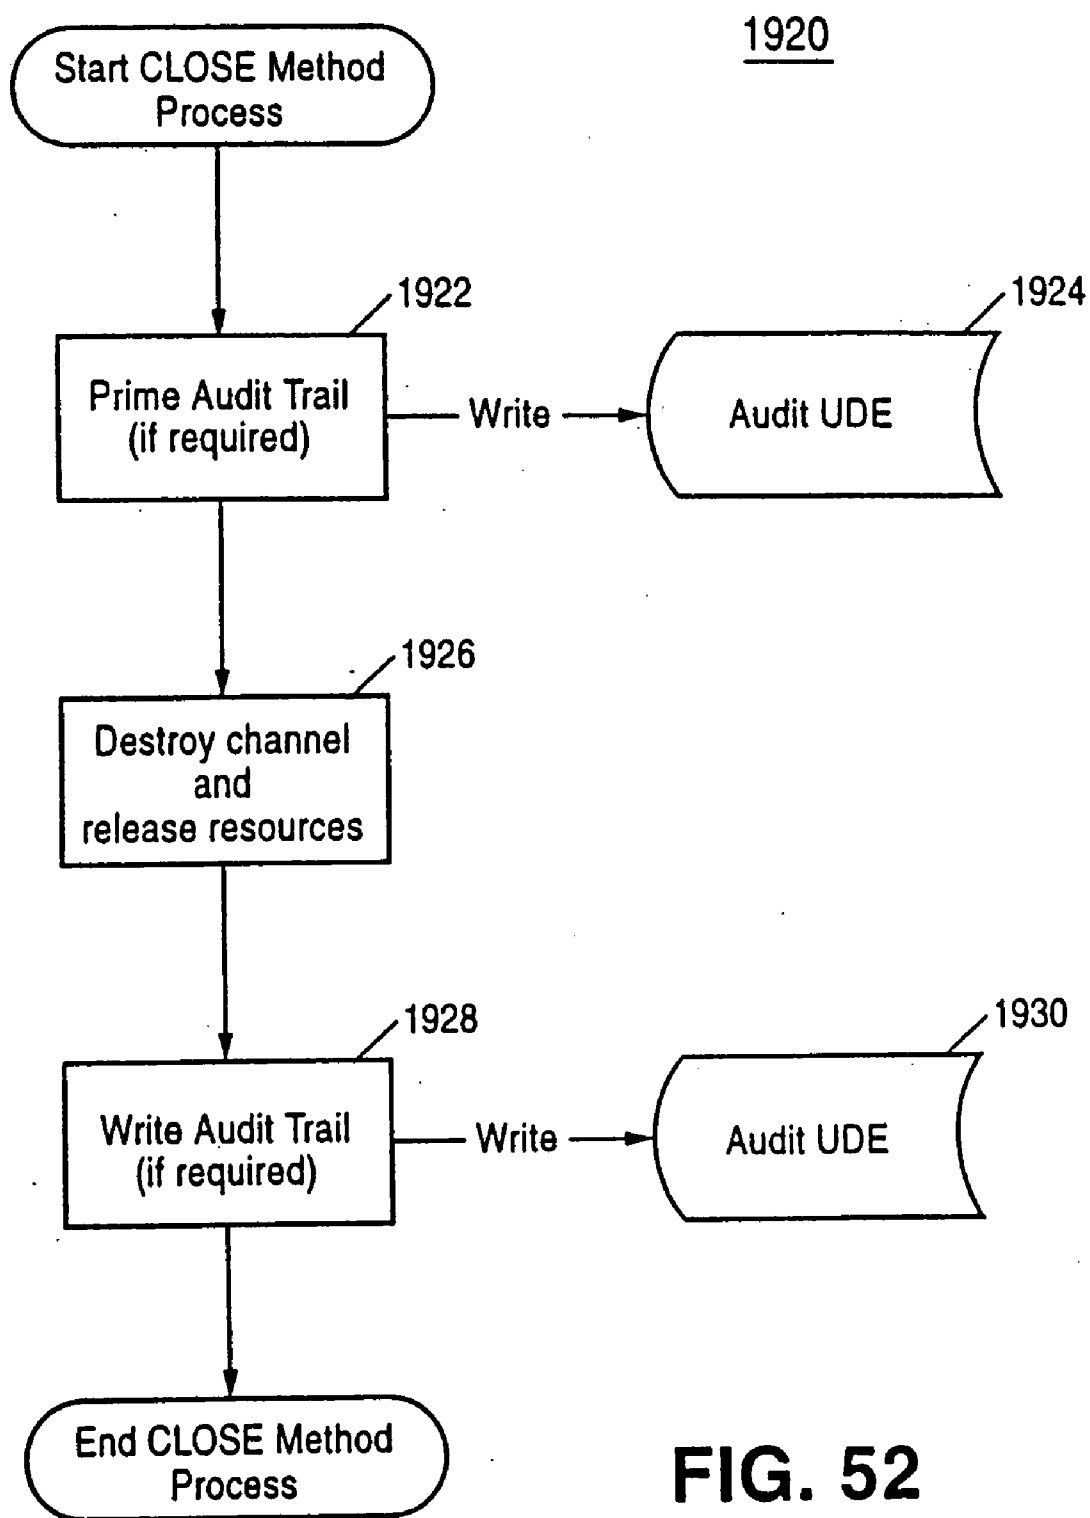 1920
Start CLOSE Method
Process
1922
Prime Audit Trail
(if required)
Write
1924
Audit UDE
1926
Destroy channel
and
release resources
1928
Write Audit Trail
(if required)
Write
1930
Audit UDE
End CLOSE Method
Process
FIG. 52